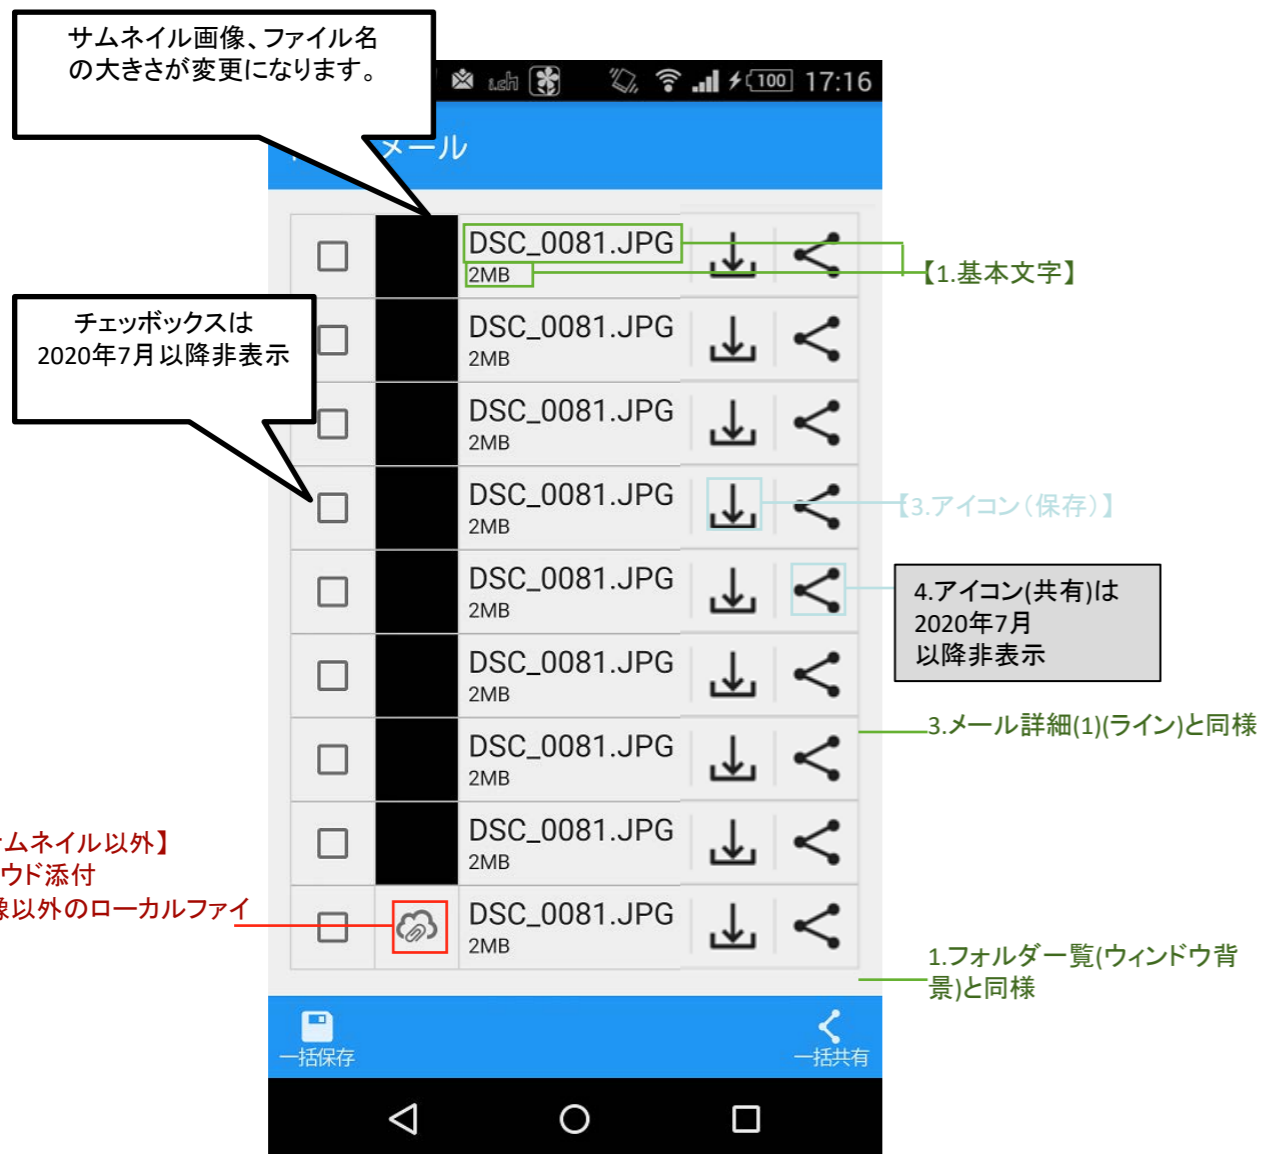 サムネイル画像、ファイル名
の大きさが変更になります。
100 17:16
メール
DSC_0081.JPG
2MB
【1.基本文字】
チェッボックスは
2020年7月以降非表示
DSC_0081.JPG
2MB
DSC_0081.JPG
2MB
DSC_0081.JPG
2MB
【3.アイコン(保存)】
DSC_0081.JPG
2MB
4.アイコン(共有)は
2020年7月
以降非表示
DSC_0081.JPG
2MB
3.メール詳細(1)(ライン)と同様
DSC_0081.JPG
2MB
DSC_0081.JPG
2MB
ムネイル以外】
ウド添付
以外のローカルファイ
DSC_0081.JPG
2MB
1.フォルダ一覧(ウィンドウ背
景)と同様
一括保存
一括共有